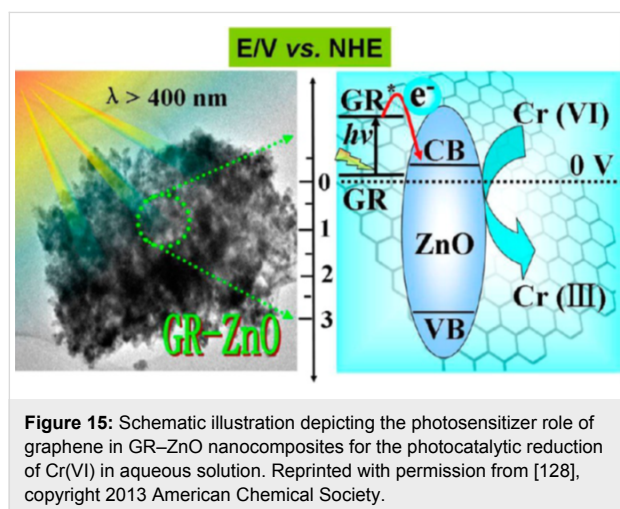 E/V vs. NHE
λ > 400 nm
GR-ZnO
0
1
2
3
GR*
e-
hν
CB
Cr (VI)
0 V
GR
ZnO
Cr (III)
VB
Figure 15: Schematic illustration depicting the photosensitizer role of
graphene in GR–ZnO nanocomposites for the photocatalytic reduction
of Cr(VI) in aqueous solution. Reprinted with permission from [128],
copyright 2013 American Chemical Society.